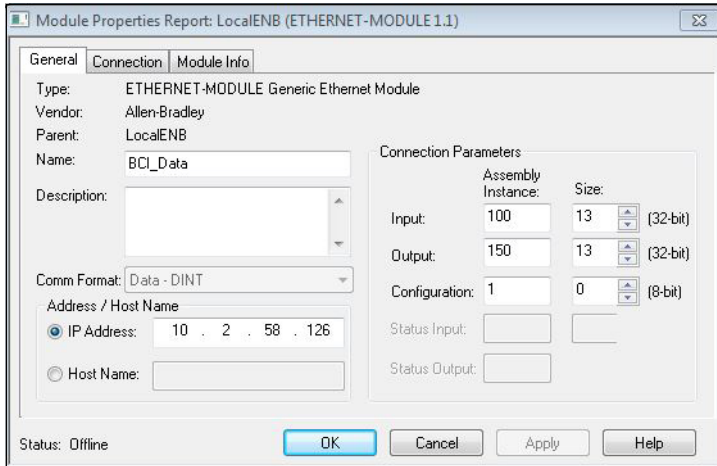 Module Properties Report: LocalENB (ETHERNET-MODULE 1.1)
General Connection Module Info
Type: ETHERNET-MODULE Generic Ethernet Module
Vendor: Allen-Bradley
Parent: LocalENB
Name: BCI_Data
Description:
Comm Format: Data - DINT
Address / Host Name
IP Address: 10 . 2 . 58 . 126
Host Name:
Connection Parameters
Assembly
Instance: Size:
Input: 100 13 (32-bit)
Output: 150 13 (32-bit)
Configuration: 1 0 (8-bit)
Status Input:
Status Output:
Status: Offline OK Cancel Apply Help